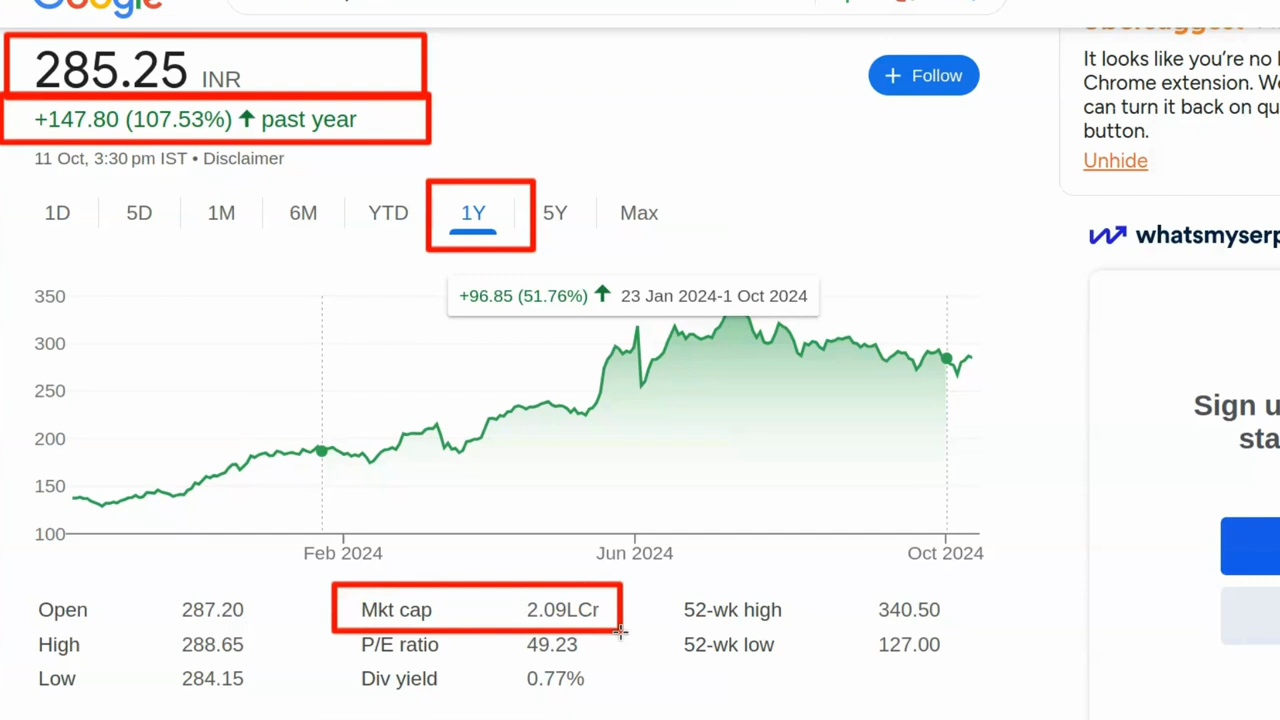 Google
285.25 INR
+147.80 (107.53%) ↑ past year
11 Oct, 3:30 pm IST • Disclaimer
+ Follow
1D 5D 1M 6M YTD 1Y 5Y Max
+96.85 (51.76%) ↑ 23 Jan 2024-1 Oct 2024
350
300
250
200
150
100
Feb 2024 Jun 2024 Oct 2024
Open 287.20 Mkt cap 2.09LCr 52-wk high 340.50
High 288.65 P/E ratio 49.23 52-wk low 127.00
Low 284.15 Div yield 0.77%
It looks like you're no
Chrome extension. We
can turn it back on qu
button.
Unhide
whatsmyserp
Sign u
sta